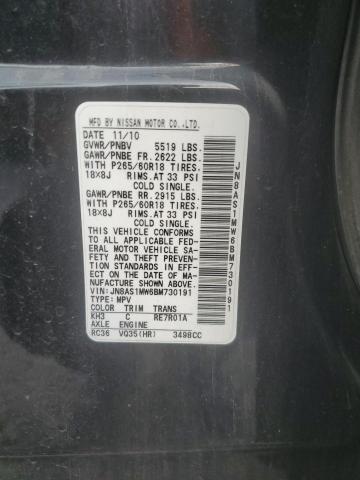 MFD BY NISSAN MOTOR CO.,LTD.
DATE 11/10
GVWR/PNBV 5519 LBS.
GAWR/PNBE FR. 2622 LBS.
WITH P265/60R18 TIRES.
18X8J RIMS.AT 33 PSI
COLD SINGLE.
GAWR/PNBE RR. 2915 LBS.
WITH P265/60R18 TIRES.
18X8J RIMS.AT 33 PSI
COLD SINGLE.
THIS VEHICLE CONFORMS
TO ALL APPLICABLE FED-
ERAL MOTOR VEHICLE SA-
FETY AND THEFT PREVEN-
TION STANDARDS IN EFF-
ECT ON THE DATE OF MA-
NUFACTURE SHOWN ABOVE.
VIN:JN8AS1MW6BM730191
TYPE:MPV
COLOR TRIM TRANS
KH3 C RE7R01A
AXLE ENGINE
RC36 VQ35(HR) 3498CC
JN8AS1MW6BM730191